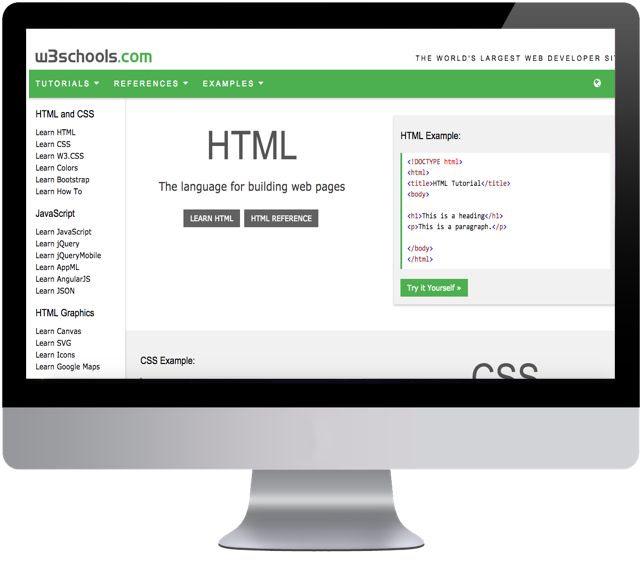 w3schools.com
THE WORLD'S LARGEST WEB DEVELOPER
TUTORIALS REFERENCES EXAMPLES
HTML and CSS
Learn HTML
Learn CSS
Learn W3.CSS
Learn Colors
Learn Bootstrap
Learn How To
JavaScript
Learn JavaScript
Learn jQuery
Learn jQueryMobile
Learn AppML
Learn AngularJS
Learn JSON
HTML Graphics
Learn Canvas
Learn SVG
Learn Icons
Learn Google Maps
HTML
The language for building web pages
LEARN HTML HTML REFERENCE
HTML Example:
<!DOCTYPE html>
<html>
<title>HTML Tutorial</title>
<body>
<h1>This is a heading</h1>
<p>This is a paragraph.</p>
</body>
</html>
Try it Yourself »
CSS Example:
CSS